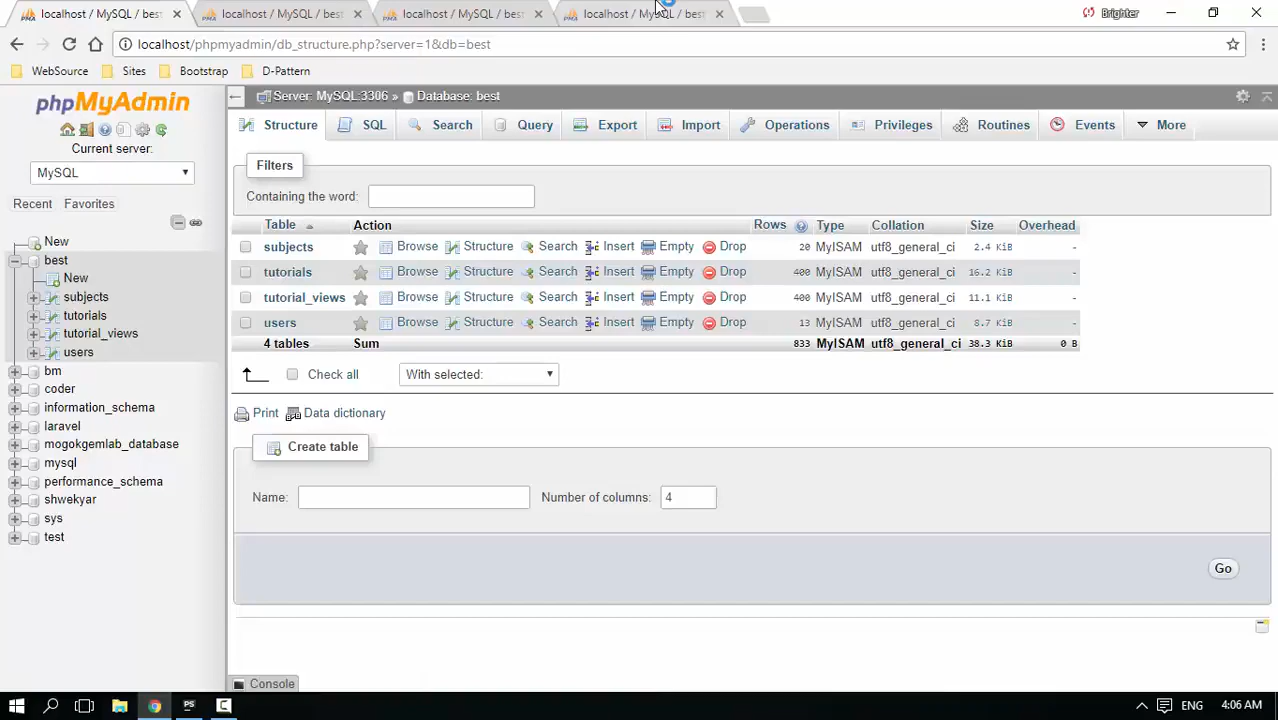 localhost / MySQL / best
localhost / MySQL / best
localhost / MySQL / best
localhost / MySQL / best
Brighter
localhost/phpmyadmin/db_structure.php?server=1&db=best
WebSource Sites Bootstrap D-Pattern
phpMyAdmin
Current server:
MySQL
Recent Favorites
New
best
New
subjects
tutorials
tutorial_views
users
bm
coder
information_schema
laravel
mogokgemlab_database
mysql
performance_schema
shwekyar
sys
test
Server: MySQL:3306 » Database: best
Structure SQL Search Query Export Import Operations Privileges Routines Events More
Filters
Containing the word:
Table Action Rows Type Collation Size Overhead
subjects Browse Structure Search Insert Empty Drop 20 MyISAM utf8_general_ci 2.4 KiB -
tutorials Browse Structure Search Insert Empty Drop 400 MyISAM utf8_general_ci 16.2 KiB -
tutorial_views Browse Structure Search Insert Empty Drop 400 MyISAM utf8_general_ci 11.1 KiB -
users Browse Structure Search Insert Empty Drop 13 MyISAM utf8_general_ci 8.7 KiB -
4 tables Sum 833 MyISAM utf8_general_ci 38.3 KiB 0 B
Check all With selected:
Print Data dictionary
Create table
Name: Number of columns: 4
Go
Console
PS ENG 4:06 AM